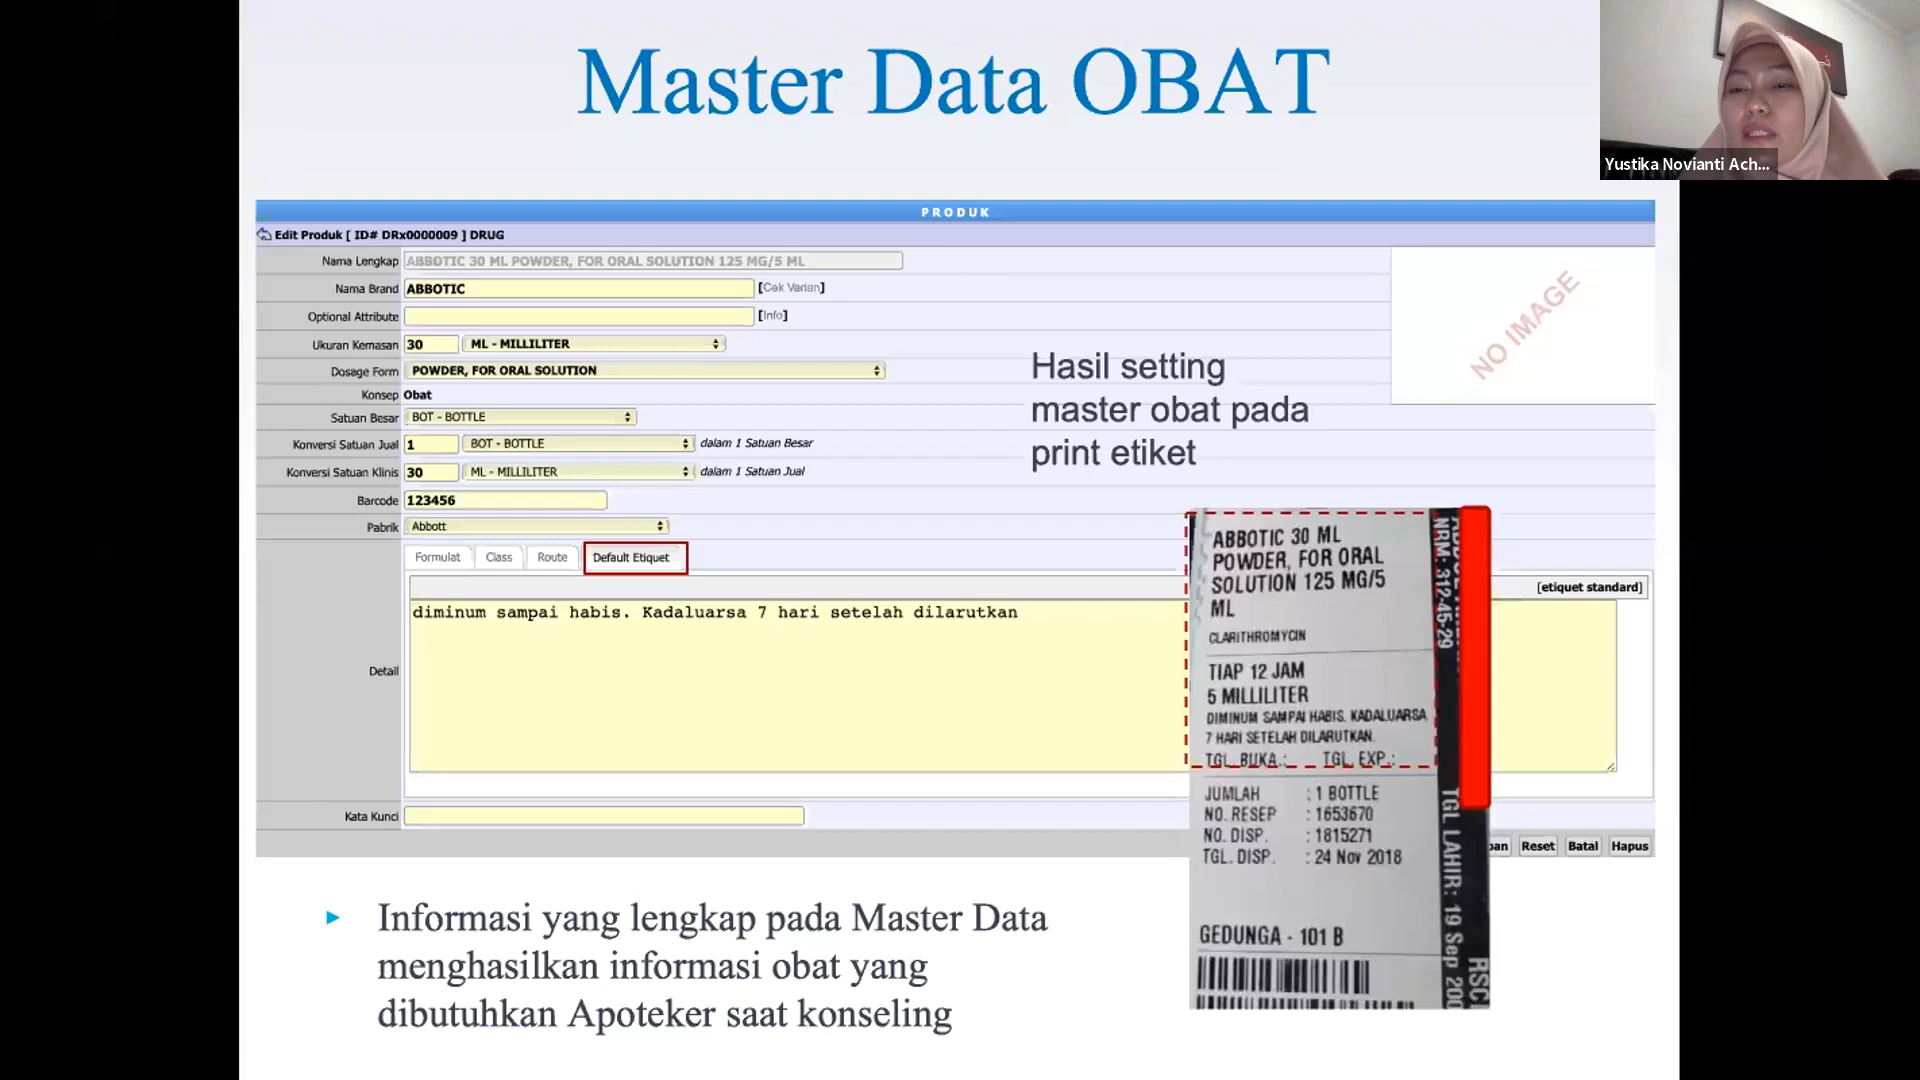 Master Data OBAT
Yustika Novianti Ach...
PRODUK
Edit Produk [ ID# DRx0000009 ] DRUG
Nama Lengkap ABBOTIC 30 ML POWDER, FOR ORAL SOLUTION 125 MG/5 ML
Nama Brand ABBOTIC [Cek Varian]
Optional Attribute [Info]
Ukuran Kemasan 30 ML - MILLILITER
Dosage Form POWDER, FOR ORAL SOLUTION
Konsep Obat
Satuan Besar BOT - BOTTLE
Konversi Satuan Jual 1 BOT - BOTTLE dalam 1 Satuan Besar
Konversi Satuan Klinis 30 ML - MILLILITER dalam 1 Satuan Jual
Barcode 123456
Pabrik Abbott
NO IMAGE
Hasil setting
master obat pada
print etiket
Formulat Class Route Default Etiquet
[etiquet standard]
diminum sampai habis. Kadaluarsa 7 hari setelah dilarutkan
Detail
Kata Kunci
Reset Batal Hapus
ABBOTIC 30 ML
POWDER, FOR ORAL
SOLUTION 125 MG/5
ML
CLARITHROMYCIN
TIAP 12 JAM
5 MILLILITER
DIMINUM SAMPAI HABIS. KADALUARSA
7 HARI SETELAH DILARUTKAN.
TGL. BUKA.: TGL. EXP.:
JUMLAH : 1 BOTTLE
NO. RESEP : 1653670
NO. DISP. : 1815271
TGL. DISP. : 24 Nov 2018
GEDUNGA - 101 B
NRM: 312-45-29
TGL LAHIR: 19 Sep 200
RSC
Informasi yang lengkap pada Master Data
menghasilkan informasi obat yang
dibutuhkan Apoteker saat konseling